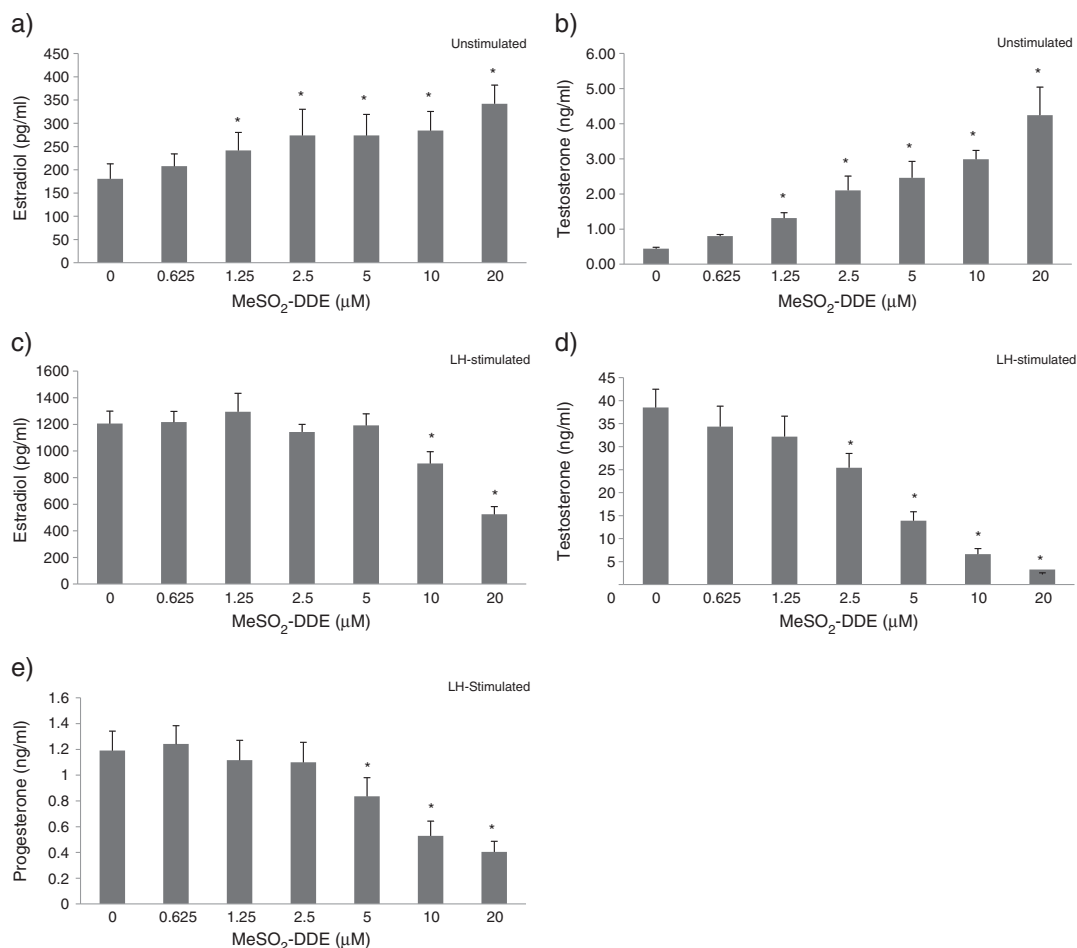 a)
Unstimulated
Estradiol (pg/ml)
450
400
350
300
250
200
150
100
50
0
* * * * *
0 0.625 1.25 2.5 5 10 20
MeSO2-DDE (μM)
b)
Unstimulated
Testosterone (ng/ml)
6.00
5.00
4.00
3.00
2.00
1.00
0.00
* * * * *
0 0.625 1.25 2.5 5 10 20
MeSO2-DDE (μM)
c)
LH-stimulated
Estradiol (pg/ml)
1600
1400
1200
1000
800
600
400
200
0
* *
0 0.625 1.25 2.5 5 10 20
MeSO2-DDE (μM)
d)
LH-stimulated
Testosterone (ng/ml)
45
40
35
30
25
20
15
10
5
0
* * * *
0 0.625 1.25 2.5 5 10 20
MeSO2-DDE (μM)
e)
LH-Stimulated
Progesterone (ng/ml)
1.6
1.4
1.2
1
0.8
0.6
0.4
0.2
0
* * *
0 0.625 1.25 2.5 5 10 20
MeSO2-DDE (μM)